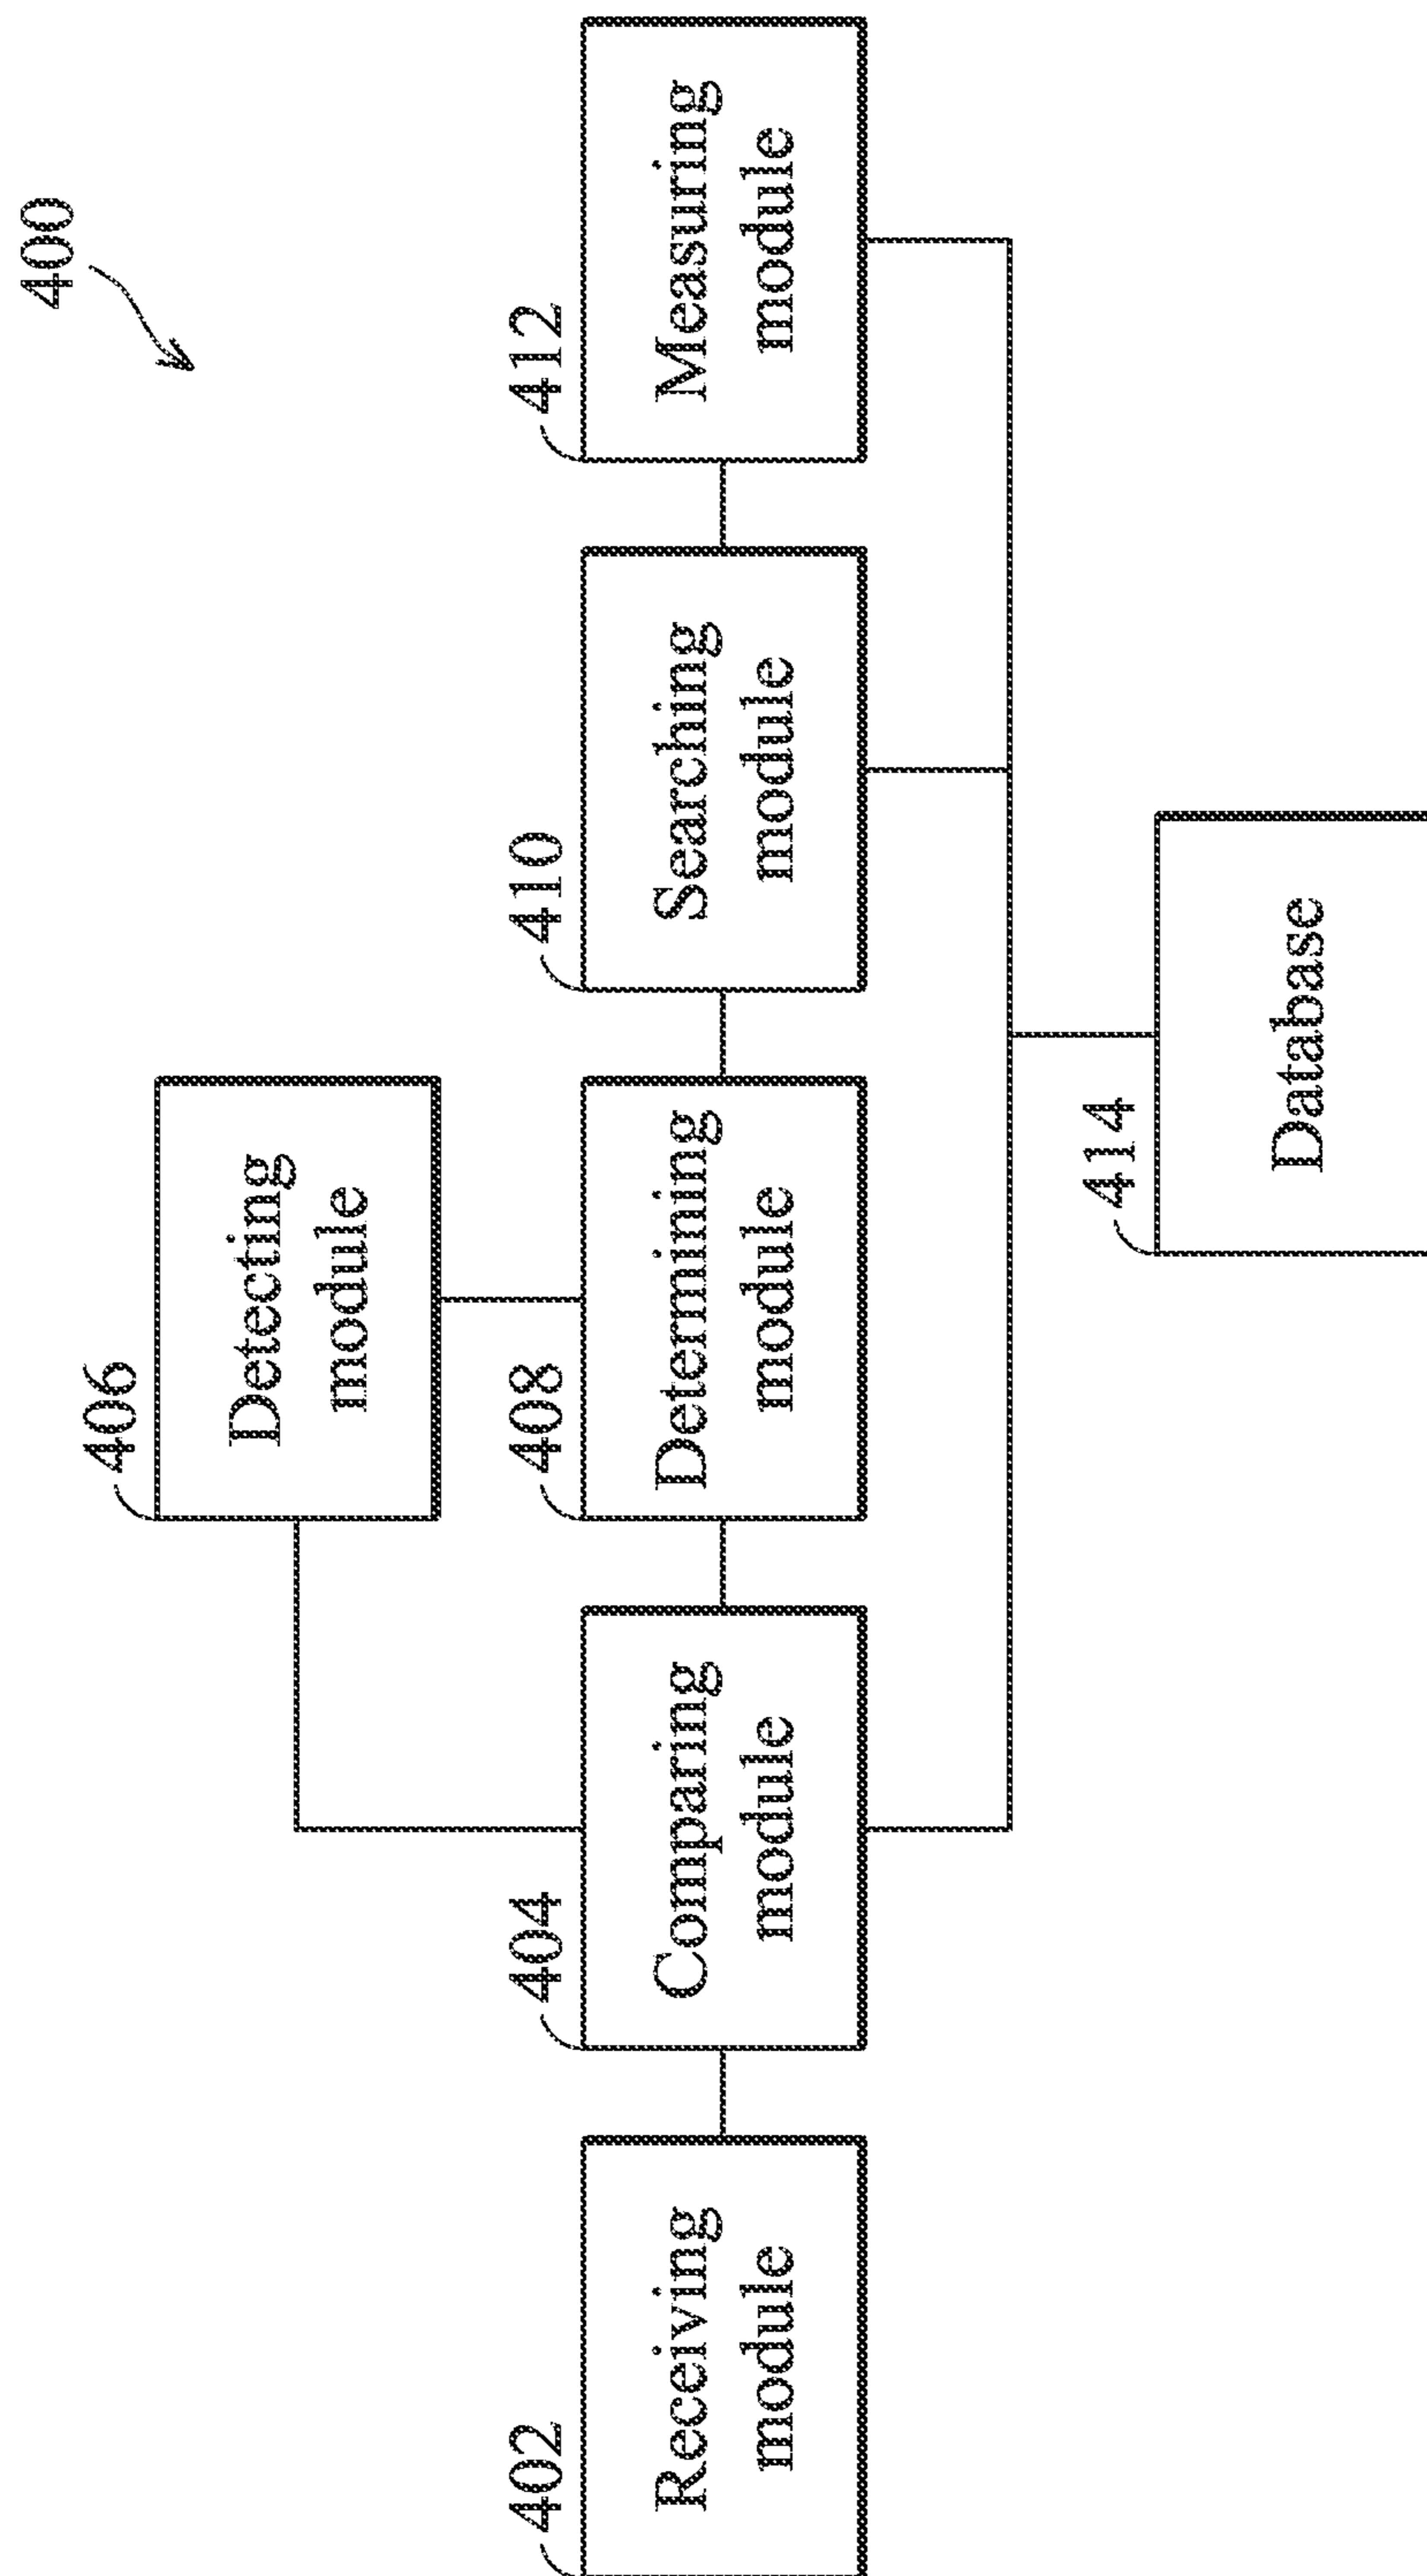 400
406
Detecting
module
402
Receiving
module
404
Comparing
module
408
Determining
module
410
Searching
module
412
Measuring
module
414
Database